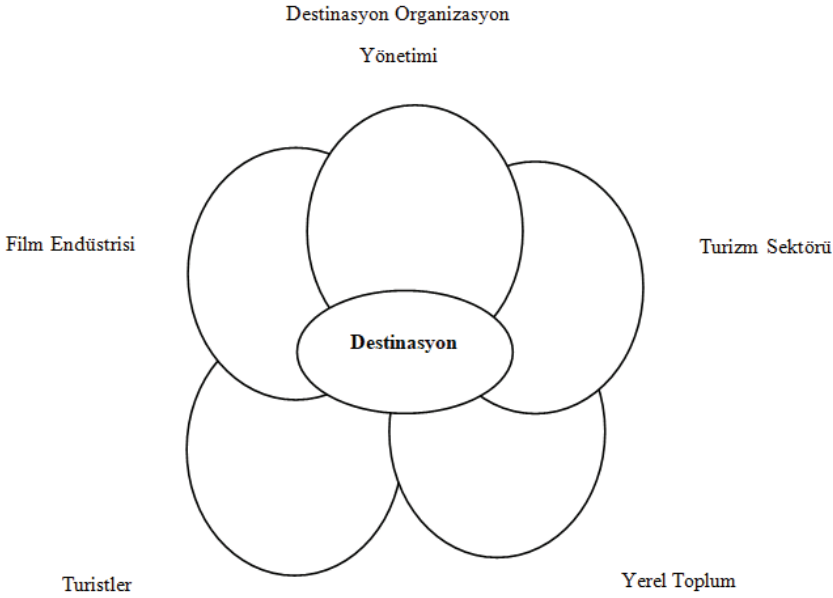 Destinasyon Organizasyon
Yönetimi
Film Endüstrisi
Turizm Sektörü
Destinasyon
Turistler
Yerel Toplum